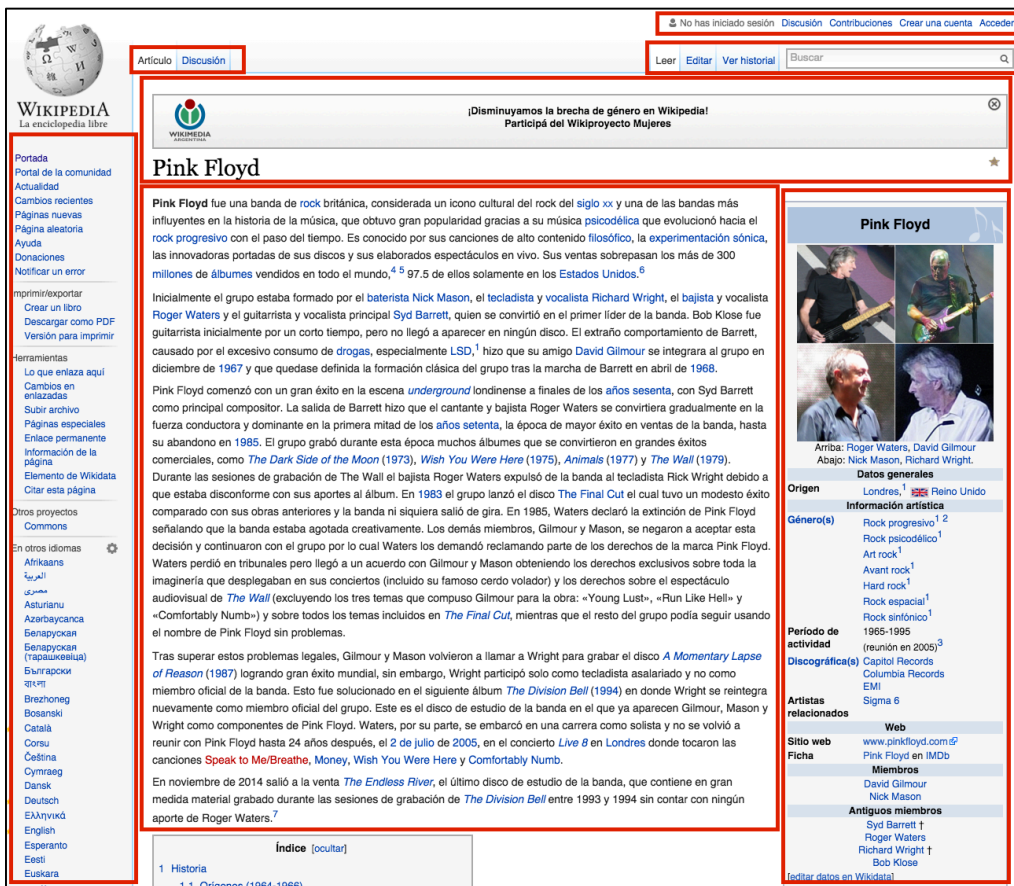 No has iniciado sesión Discusión Contribuciones Crear una cuenta Acceder
Artículo Discusión
Leer Editar Ver historial
Buscar
WIKIPEDIA
La enciclopedia libre
Portada
Portal de la comunidad
Actualidad
Cambios recientes
Páginas nuevas
Página aleatoria
Ayuda
Donaciones
Notificar un error
Imprimir/exportar
Crear un libro
Descargar como PDF
Versión para imprimir
Herramientas
Lo que enlaza aquí
Cambios en
enlazadas
Subir archivo
Páginas especiales
Enlace permanente
Información de la
página
Elemento de Wikidata
Citar esta página
Otros proyectos
Commons
En otros idiomas
Afrikaans
العربية
مصرى
Asturianu
Azərbaycanca
Беларуская
Беларуская
(тарашкевіца)
Български
বাংলা
Brezhoneg
Bosanski
Català
Corsu
Čeština
Cymraeg
Dansk
Deutsch
Ελληνικά
English
Esperanto
Eesti
Euskara
WIKIMEDIA
ARGENTINA
¡Disminuyamos la brecha de género en Wikipedia!
Participá del Wikiproyecto Mujeres
Pink Floyd
Pink Floyd fue una banda de rock británica, considerada un icono cultural del rock del siglo XX y una de las bandas más
influyentes en la historia de la música, que obtuvo gran popularidad gracias a su música psicodélica que evolucionó hacia el
rock progresivo con el paso del tiempo. Es conocido por sus canciones de alto contenido filosófico, la experimentación sónica,
las innovadoras portadas de sus discos y sus elaborados espectáculos en vivo. Sus ventas sobrepasan los más de 300
millones de álbumes vendidos en todo el mundo,4 5 97.5 de ellos solamente en los Estados Unidos.6
Inicialmente el grupo estaba formado por el baterista Nick Mason, el tecladista y vocalista Richard Wright, el bajista y vocalista
Roger Waters y el guitarrista y vocalista principal Syd Barrett, quien se convirtió en el primer líder de la banda. Bob Klose fue
guitarrista inicialmente por un corto tiempo, pero no llegó a aparecer en ningún disco. El extraño comportamiento de Barrett,
causado por el excesivo consumo de drogas, especialmente LSD,1 hizo que su amigo David Gilmour se integrara al grupo en
diciembre de 1967 y que quedase definida la formación clásica del grupo tras la marcha de Barrett en abril de 1968.
Pink Floyd comenzó con un gran éxito en la escena underground londinense a finales de los años sesenta, con Syd Barrett
como principal compositor. La salida de Barrett hizo que el cantante y bajista Roger Waters se convirtiera gradualmente en la
fuerza conductora y dominante en la primera mitad de los años setenta, la época de mayor éxito en ventas de la banda, hasta
su abandono en 1985. El grupo grabó durante esta época muchos álbumes que se convirtieron en grandes éxitos
comerciales, como The Dark Side of the Moon (1973), Wish You Were Here (1975), Animals (1977) y The Wall (1979).
Durante las sesiones de grabación de The Wall el bajista Roger Waters expulsó de la banda al tecladista Rick Wright debido a
que estaba disconforme con sus aportes al álbum. En 1983 el grupo lanzó el disco The Final Cut el cual tuvo un modesto éxito
comparado con sus obras anteriores y la banda ni siquiera salió de gira. En 1985, Waters declaró la extinción de Pink Floyd
señalando que la banda estaba agotada creativamente. Los demás miembros, Gilmour y Mason, se negaron a aceptar esta
decisión y continuaron con el grupo por lo cual Waters los demandó reclamando parte de los derechos de la marca Pink Floyd.
Waters perdió en tribunales pero llegó a un acuerdo con Gilmour y Mason obteniendo los derechos exclusivos sobre toda la
imaginería que desplegaban en sus conciertos (incluido su famoso cerdo volador) y los derechos sobre el espectáculo
audiovisual de The Wall (excluyendo los tres temas que compuso Gilmour para la obra: «Young Lust», «Run Like Hell» y
«Comfortably Numb») y sobre todos los temas incluidos en The Final Cut, mientras que el resto del grupo podía seguir usando
el nombre de Pink Floyd sin problemas.
Tras superar estos problemas legales, Gilmour y Mason volvieron a llamar a Wright para grabar el disco A Momentary Lapse
of Reason (1987) logrando gran éxito mundial, sin embargo, Wright participó solo como tecladista asalariado y no como
miembro oficial de la banda. Esto fue solucionado en el siguiente álbum The Division Bell (1994) en donde Wright se reintegra
nuevamente como miembro oficial del grupo. Este es el disco de estudio de la banda en el que ya aparecen Gilmour, Mason y
Wright como componentes de Pink Floyd. Waters, por su parte, se embarcó en una carrera como solista y no se volvió a
reunir con Pink Floyd hasta 24 años después, el 2 de julio de 2005, en el concierto Live 8 en Londres donde tocaron las
canciones Speak to Me/Breathe, Money, Wish You Were Here y Comfortably Numb.
En noviembre de 2014 salió a la venta The Endless River, el último disco de estudio de la banda, que contiene en gran
medida material grabado durante las sesiones de grabación de The Division Bell entre 1993 y 1994 sin contar con ningún
aporte de Roger Waters.7
Índice [ocultar]
1 Historia
1.1 Orígenes (1964-1966)
Pink Floyd
Arriba: Roger Waters, David Gilmour
Abajo: Nick Mason, Richard Wright.
Datos generales
Origen Londres,1 Reino Unido
Información artística
Género(s) Rock progresivo1 2
Rock psicodélico1
Art rock1
Avant rock1
Hard rock1
Rock espacial1
Rock sinfónico1
Período de 1965-1995
actividad (reunión en 2005)3
Discográfica(s) Capitol Records
Columbia Records
EMI
Artistas Sigma 6
relacionados
Web
Sitio web www.pinkfloyd.com
Ficha Pink Floyd en IMDb
Miembros
David Gilmour
Nick Mason
Antiguos miembros
Syd Barrett †
Roger Waters
Richard Wright †
Bob Klose
[editar datos en Wikidata]